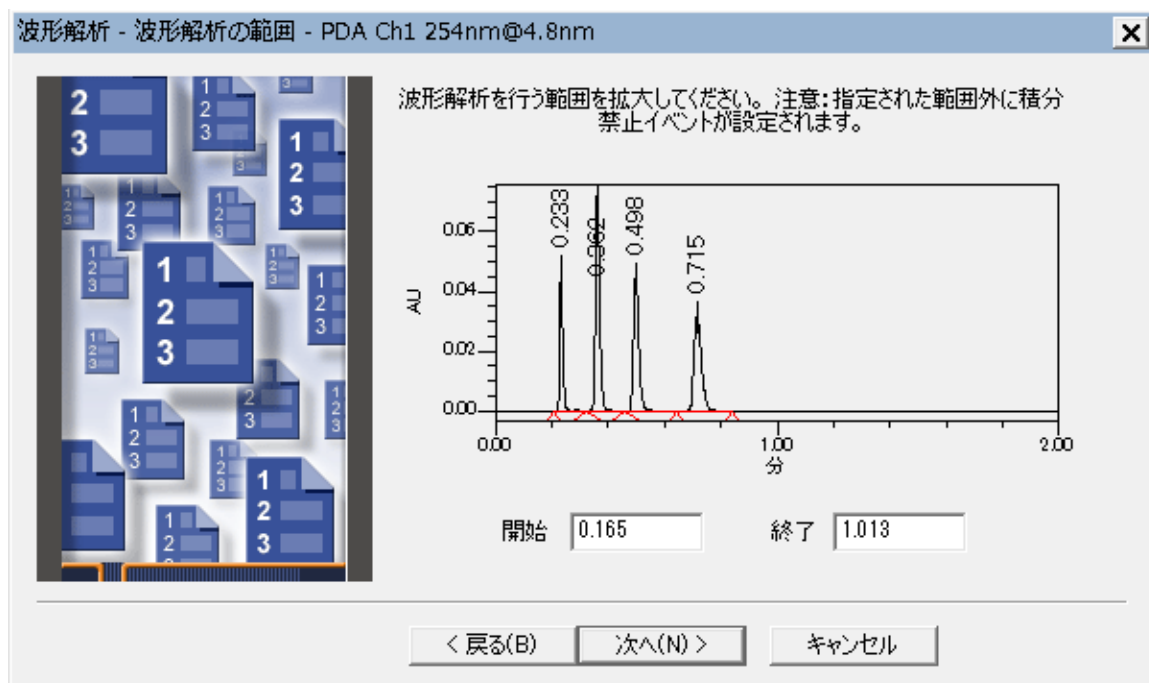 波形解析 - 波形解析の範囲 - PDA Ch1 254nm@4.8nm
波形解析を行う範囲を拡大してください。注意:指定された範囲外に積分
禁止イベントが設定されます。
0.233
0.362
0.498
0.715
AU
0.06
0.04
0.02
0.00
0.00
1.00
2.00
分
開始 0.165 終了 1.013
< 戻る(B) 次へ(N) > キャンセル
1
2
3